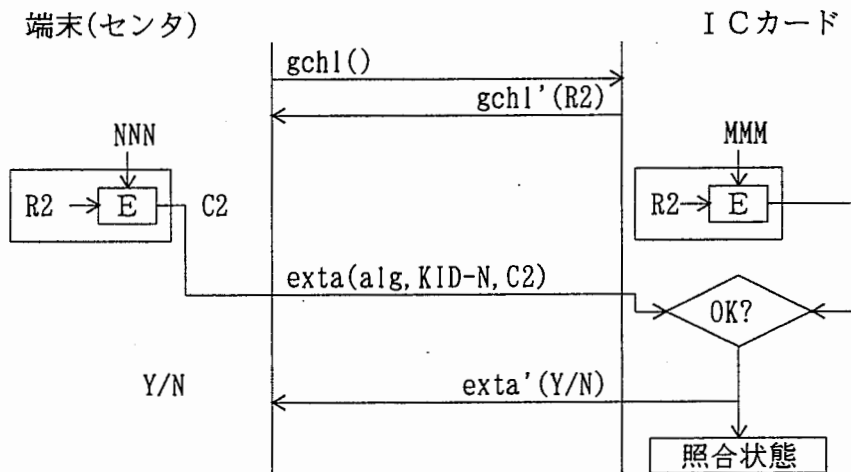 端末(センタ)
ＩＣカード
gchl()
gchl'(R2)
NNN
MMM
R2
E
C2
R2
E
exta(alg,KID-N,C2)
OK?
Y/N
exta'(Y/N)
照合状態